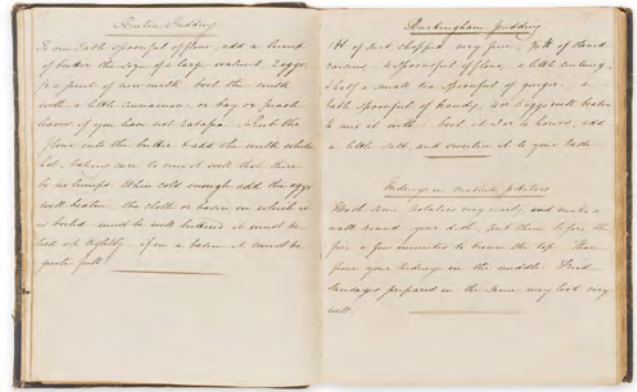 Pudding
To one Table spoonful of flour, add a lump
of butter the size of a large walnut, 2 eggs
a pint of new milk boil the milk
with a little cinnamon, or bay or peach
leaves, if you have not ratafia. Rub the
flour into the butter & add the milk while
hot, taking care to mix it well that there
be no lumps. When cold enough add the eggs
well beaten. the cloth or basin in which it
is boiled must be well buttered, it must be
tied up tightly if in a basin it must be
quite full.
Buckingham Pudding
1 lb of suet chopped very fine, of stoned
raisins 4 spoonsful of flour, a little nutmeg,
& half a small tea spoonful of ginger. a
table spoonful of brandy, 4 or 5 eggs well beaten
to mix it with. boil it 3 or 4 hours, add
a little salt, and sweeten it to your taste.
Kidneys in mashed potatoes
Mash some potatoes very nicely, and make a
wall round your dish, put them before the
fire a few minutes to brown the top. Then
pour your kidneys in the middle. Fried
Sausages prepared in the same way look very
well.